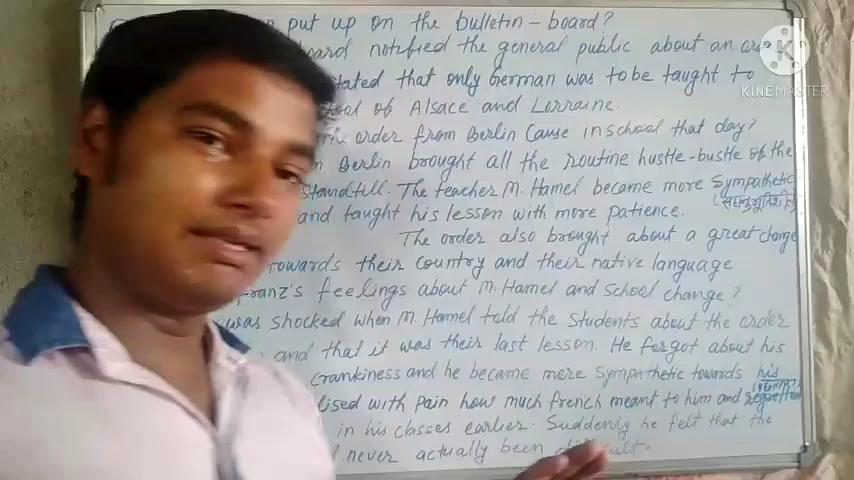 put up on the bulletin-board?
board notified the general public about an
stated that only German was to be taught to
of Alsace and Lorraine.
order from Berlin Cause in school that day?
Berlin brought all the routine hustle-bustle of the
standstill. The teacher M. Hamel became more sympathetic
and taught his lesson with more patience.
The order also brought about a great change
towards their country and their native language
Franz's feelings about M. Hamel and School change?
was shocked when M. Hamel told the students about the order
and that it was their last lesson. He forgot about his
crankiness and he became more sympathetic towards his
lised with pain how much french meant to him and regretted
in his classes earlier. Suddenly he felt that the
never actually been difficult.
KINEMASTER